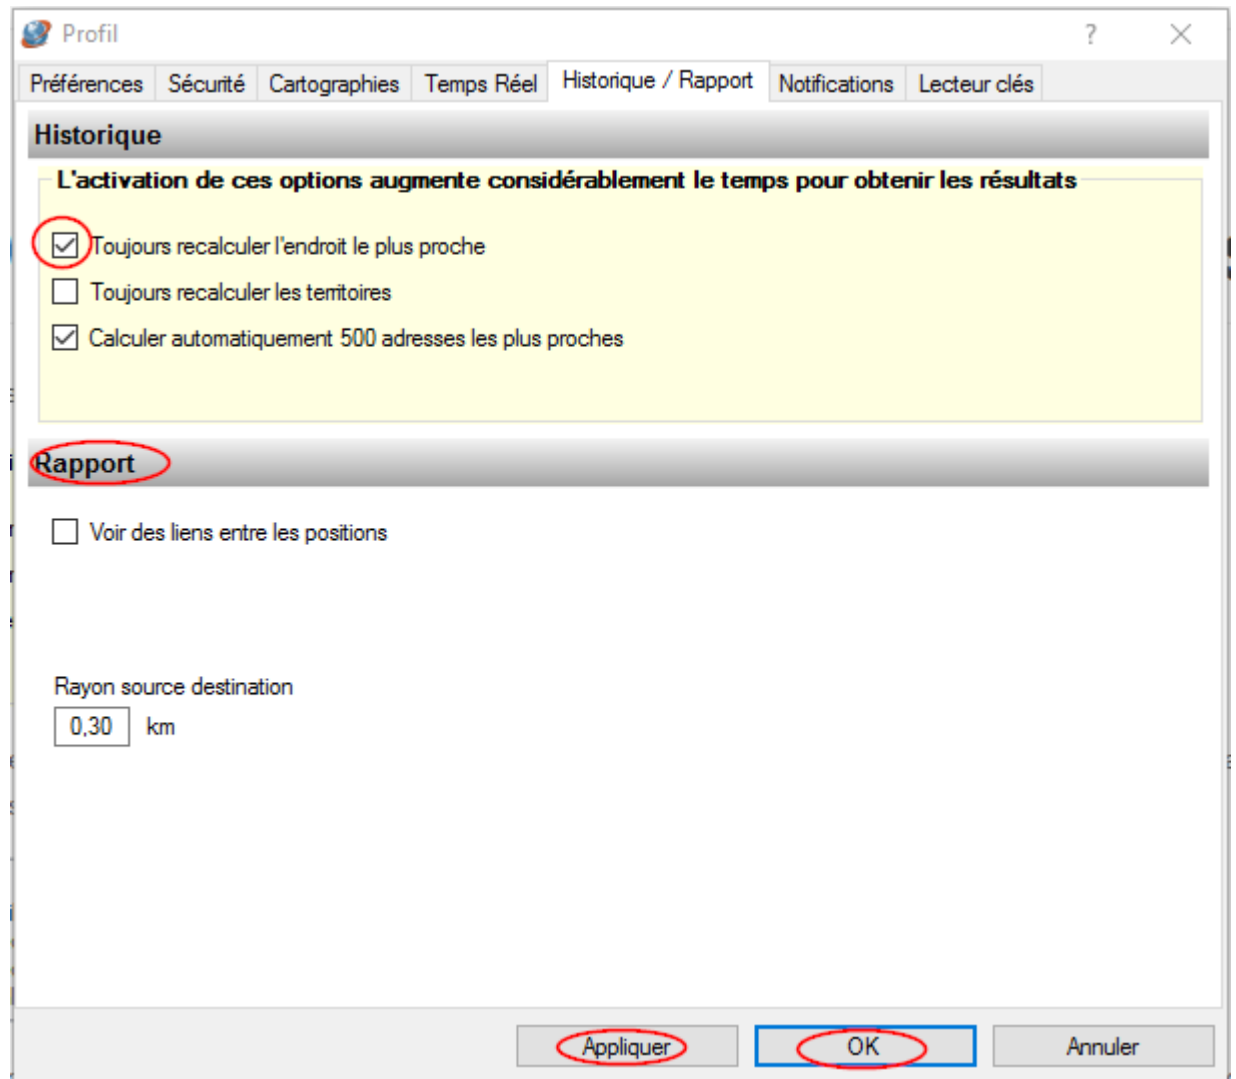 Profil
?
Préférences Sécurité Cartographies Temps Réel Historique / Rapport Notifications Lecteur clés
Historique
L'activation de ces options augmente considérablement le temps pour obtenir les résultats
Toujours recalculer l'endroit le plus proche
Toujours recalculer les territoires
Calculer automatiquement 500 adresses les plus proches
Rapport
Voir des liens entre les positions
Rayon source destination
0,30 km
Appliquer OK Annuler